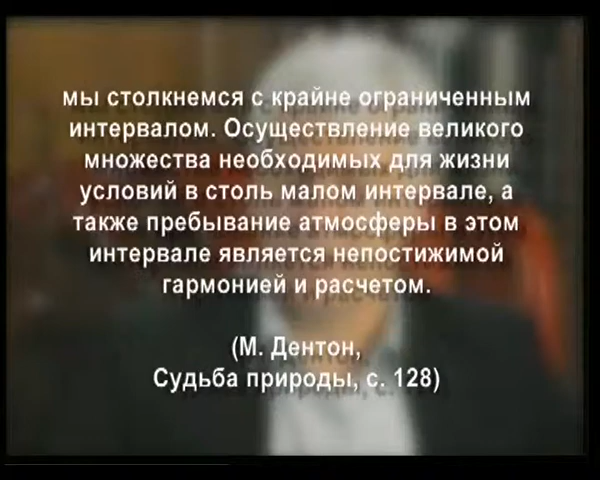 мы столкнемся с крайне ограниченным
интервалом. Осуществление великого
множества необходимых для жизни
условий в столь малом интервале, а
также пребывание атмосферы в этом
интервале является непостижимой
гармонией и расчетом.
(М. Дентон,
Судьба природы, с. 128)